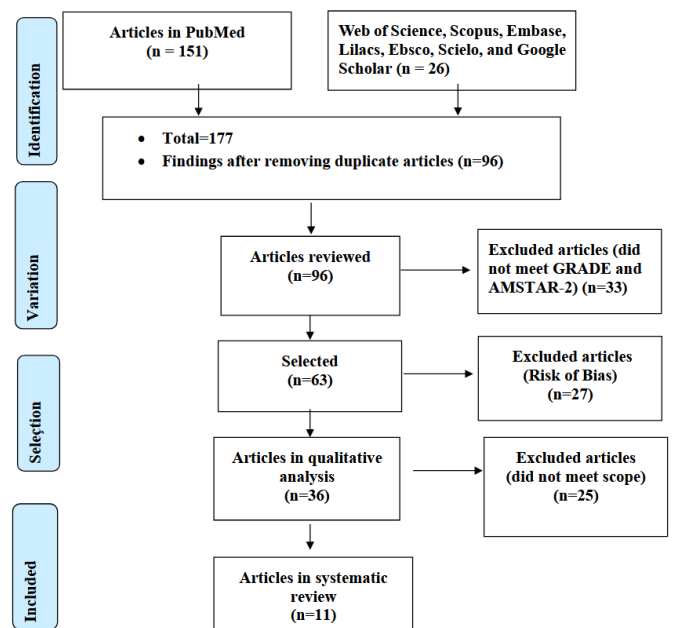 Articles in PubMed
(n = 151)
Web of Science, Scopus, Embase,
Lilacs, Ebsco, Scielo, and Google
Scholar (n = 26)
Identification
• Total=177
• Findings after removing duplicate articles (n=96)
Variation
Articles reviewed
(n=96)
Excluded articles (did
not meet GRADE and
AMSTAR-2) (n=33)
Selection
Selected
(n=63)
Excluded articles
(Risk of Bias)
(n=27)
Articles in qualitative
analysis
(n=36)
Excluded articles
(did not meet scope)
(n=25)
Included
Articles in systematic
review
(n=11)